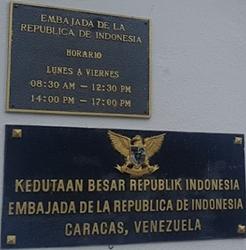 EMBAJADA DE LA
REPUBLICA DE INDONESIA
HORARIO
LUNES A VIERNES
08:30 AM — 12:30 PM
14:00 PM — 17:00 PM
KEDUTAAN BESAR REPUBLIK INDONESIA
EMBAJADA DE LA REPUBLICA DE INDONESIA
CARACAS, VENEZUELA